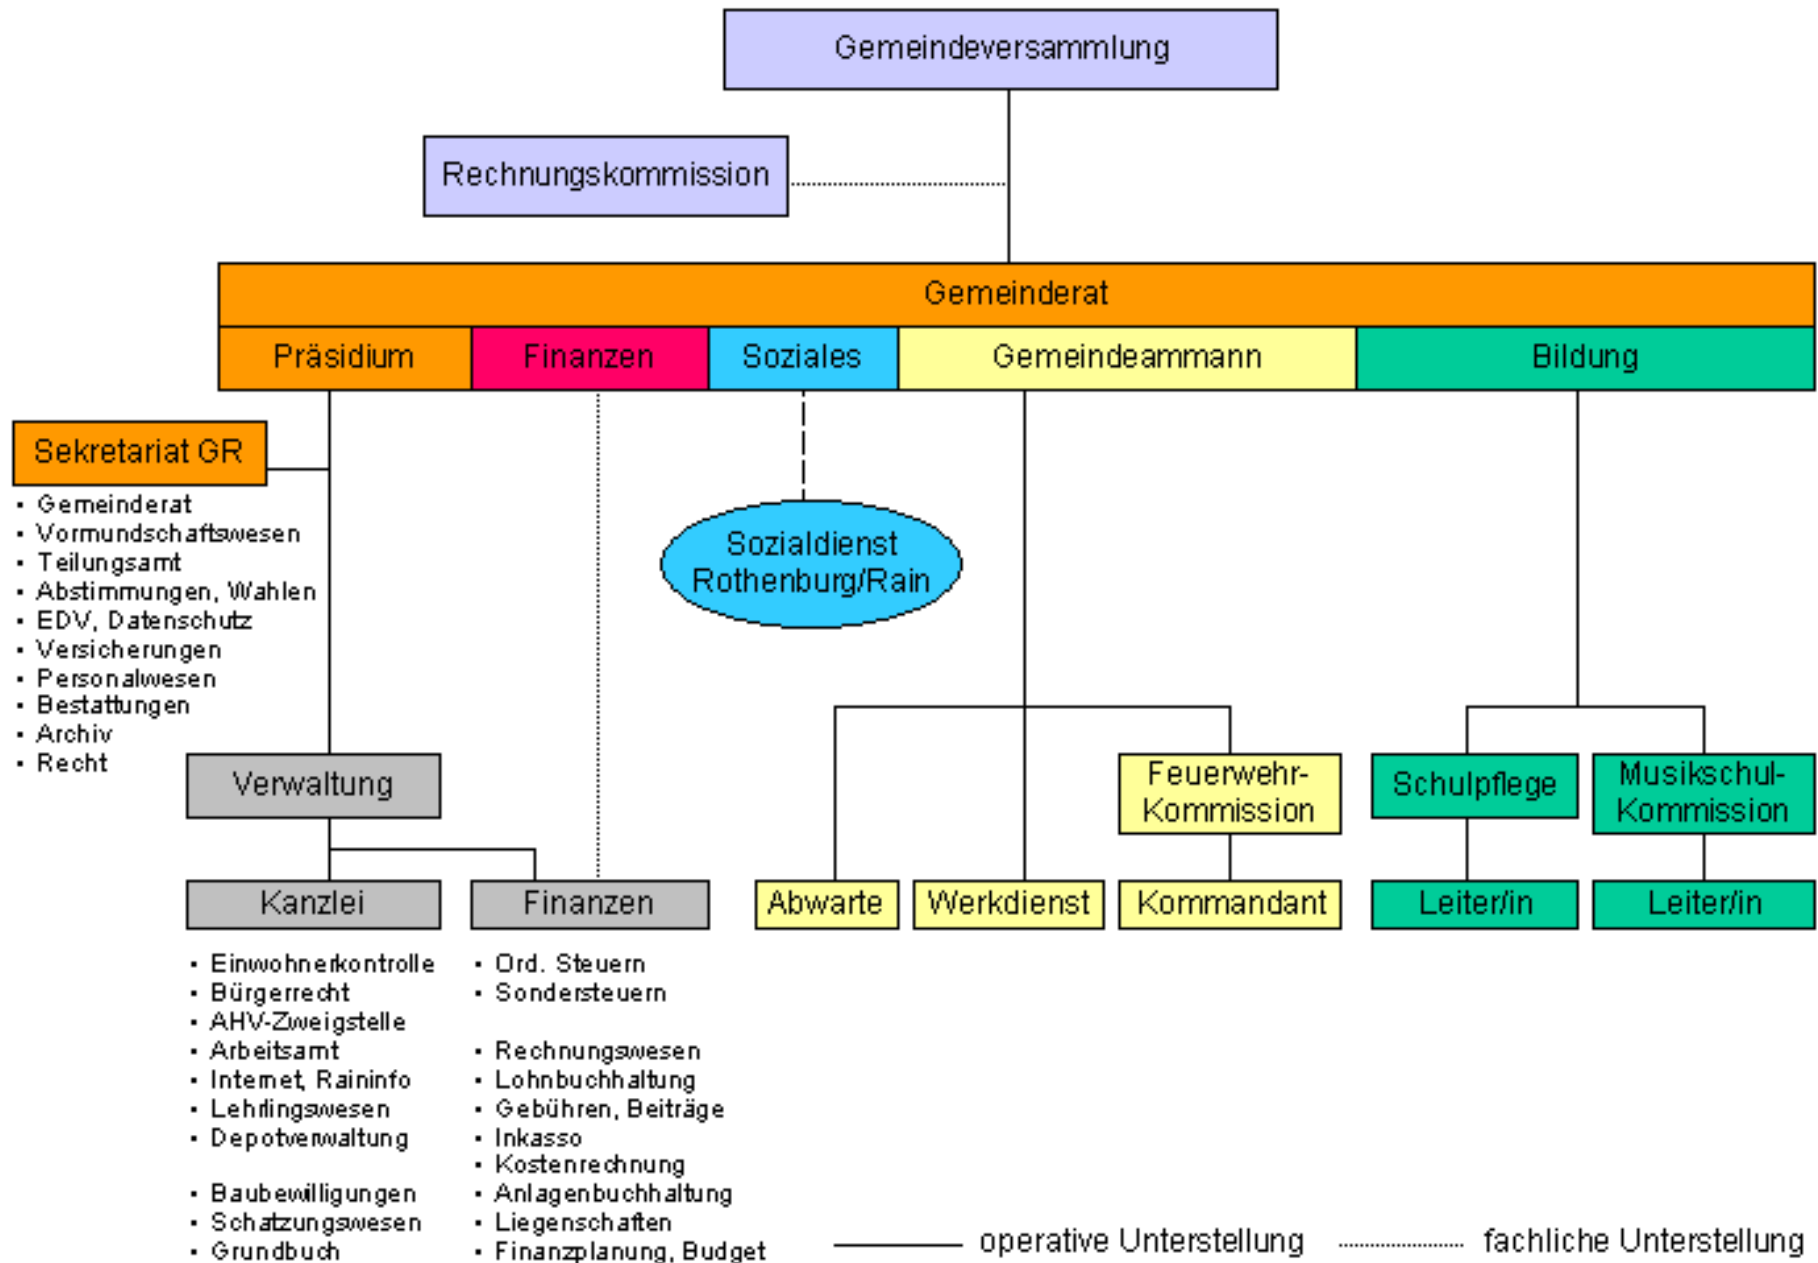 Gemeindeversammlung
Rechnungskommission
Gemeinderat
Präsidium
Finanzen
Soziales
Gemeindeammann
Bildung
Sekretariat GR
• Gemeinderat
• Vormundschaftswesen
• Teilungsamt
• Abstimmungen, Wahlen
• EDV, Datenschutz
• Versicherungen
• Personalwesen
• Bestattungen
• Archiv
• Recht
Sozialdienst
Rothenburg/Rain
Verwaltung
Feuerwehr-
Kommission
Schulpflege
Musikschul-
Kommission
Kanzlei
Finanzen
Abwarte
Werkdienst
Kommandant
Leiter/in
Leiter/in
• Einwohnerkontrolle
• Bürgerrecht
• AHV-Zweigstelle
• Arbeitsamt
• Internet, Raininfo
• Lehrlingswesen
• Depotverwaltung
• Baubewilligungen
• Schatzungswesen
• Grundbuch
• Ord. Steuern
• Sondersteuern
• Rechnungswesen
• Lohnbuchhaltung
• Gebühren, Beiträge
• Inkasso
• Kostenrechnung
• Anlagenbuchhaltung
• Liegenschaften
• Finanzplanung, Budget
operative Unterstellung
fachliche Unterstellung